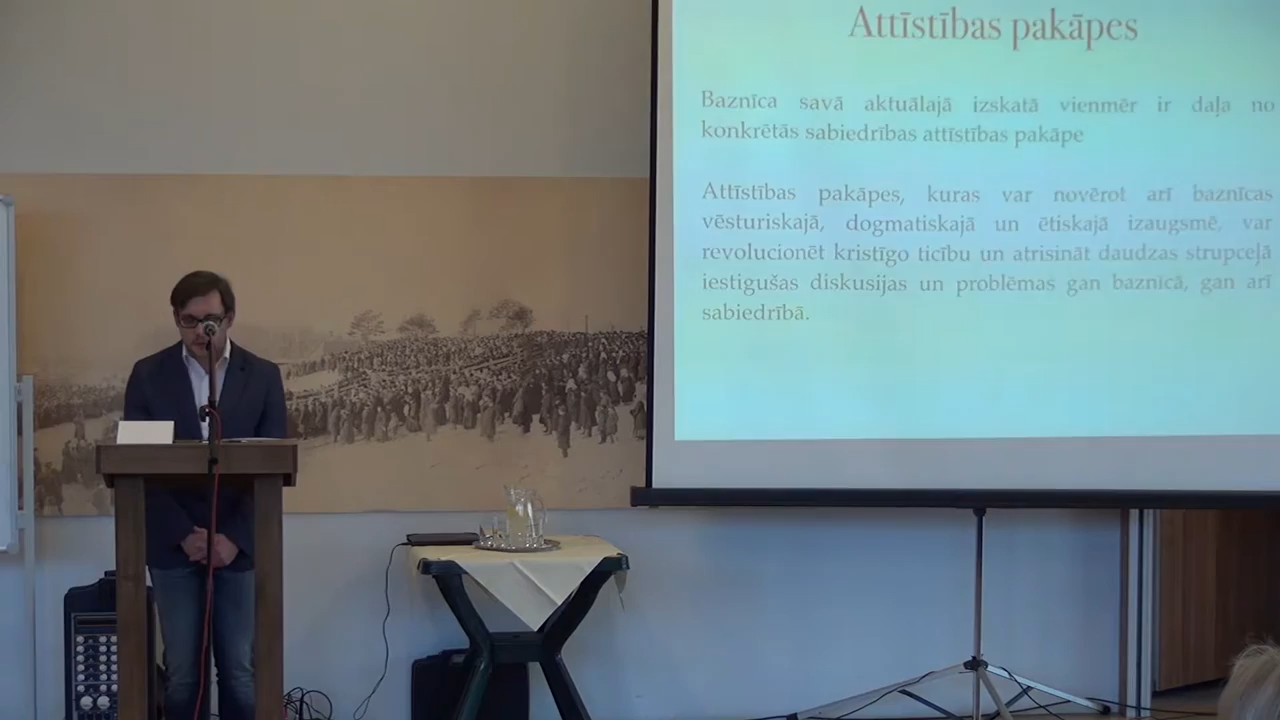 Attīstības pakāpes
Baznīca savā aktuālajā izskatā vienmēr ir daļa no
konkrētās sabiedrības attīstības pakāpe
Attīstības pakāpes, kuras var novērot arī baznīcas
vēsturiskajā, dogmatiskajā un ētiskajā izaugsmē, var
revolucionēt kristīgo ticību un atrisināt daudzas strupceļā
iestigušas diskusijas un problēmas gan baznīcā, gan arī
sabiedrībā.